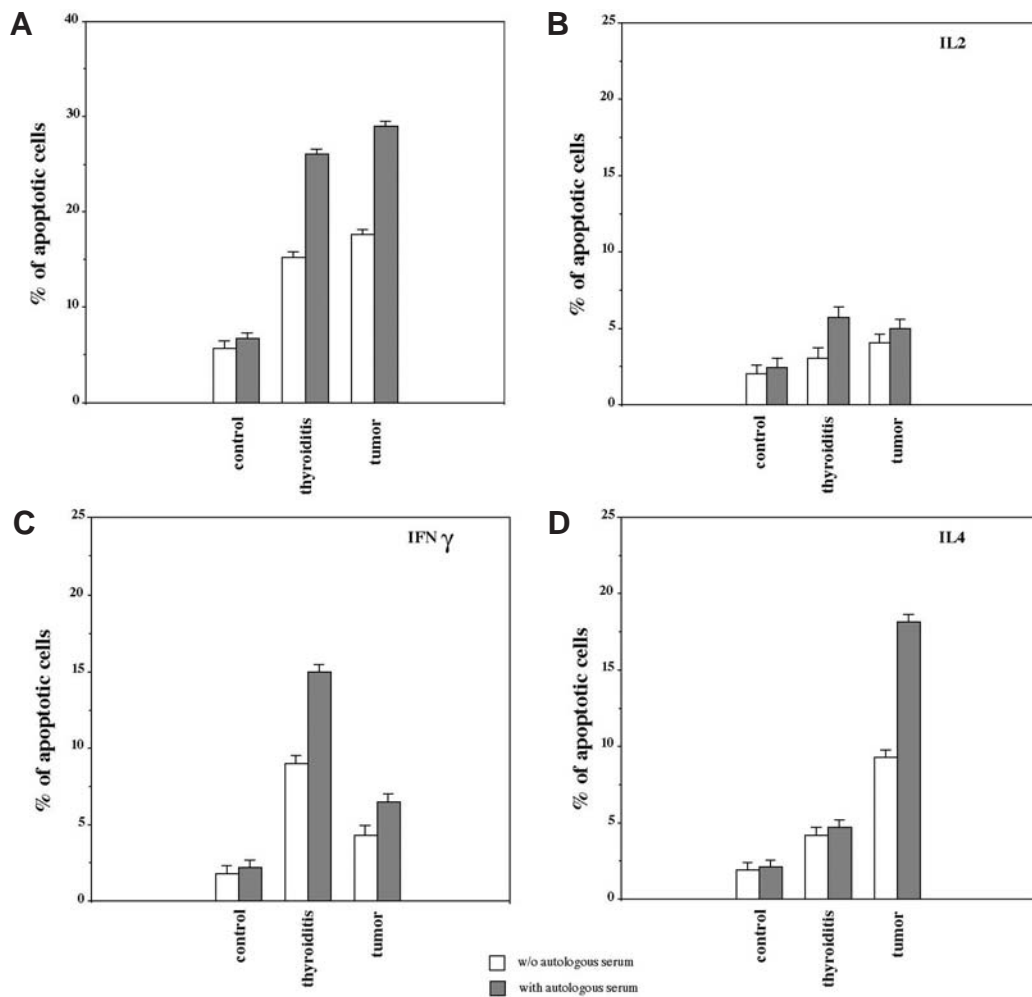 A
% of apoptotic cells
40
30
20
10
0
control
thyroiditis
tumor
B
IL2
% of apoptotic cells
25
20
15
10
5
0
control
thyroiditis
tumor
C
IFN γ
% of apoptotic cells
25
20
15
10
5
0
control
thyroiditis
tumor
D
IL4
% of apoptotic cells
25
20
15
10
5
0
control
thyroiditis
tumor
w/o autologous serum
with autologous serum